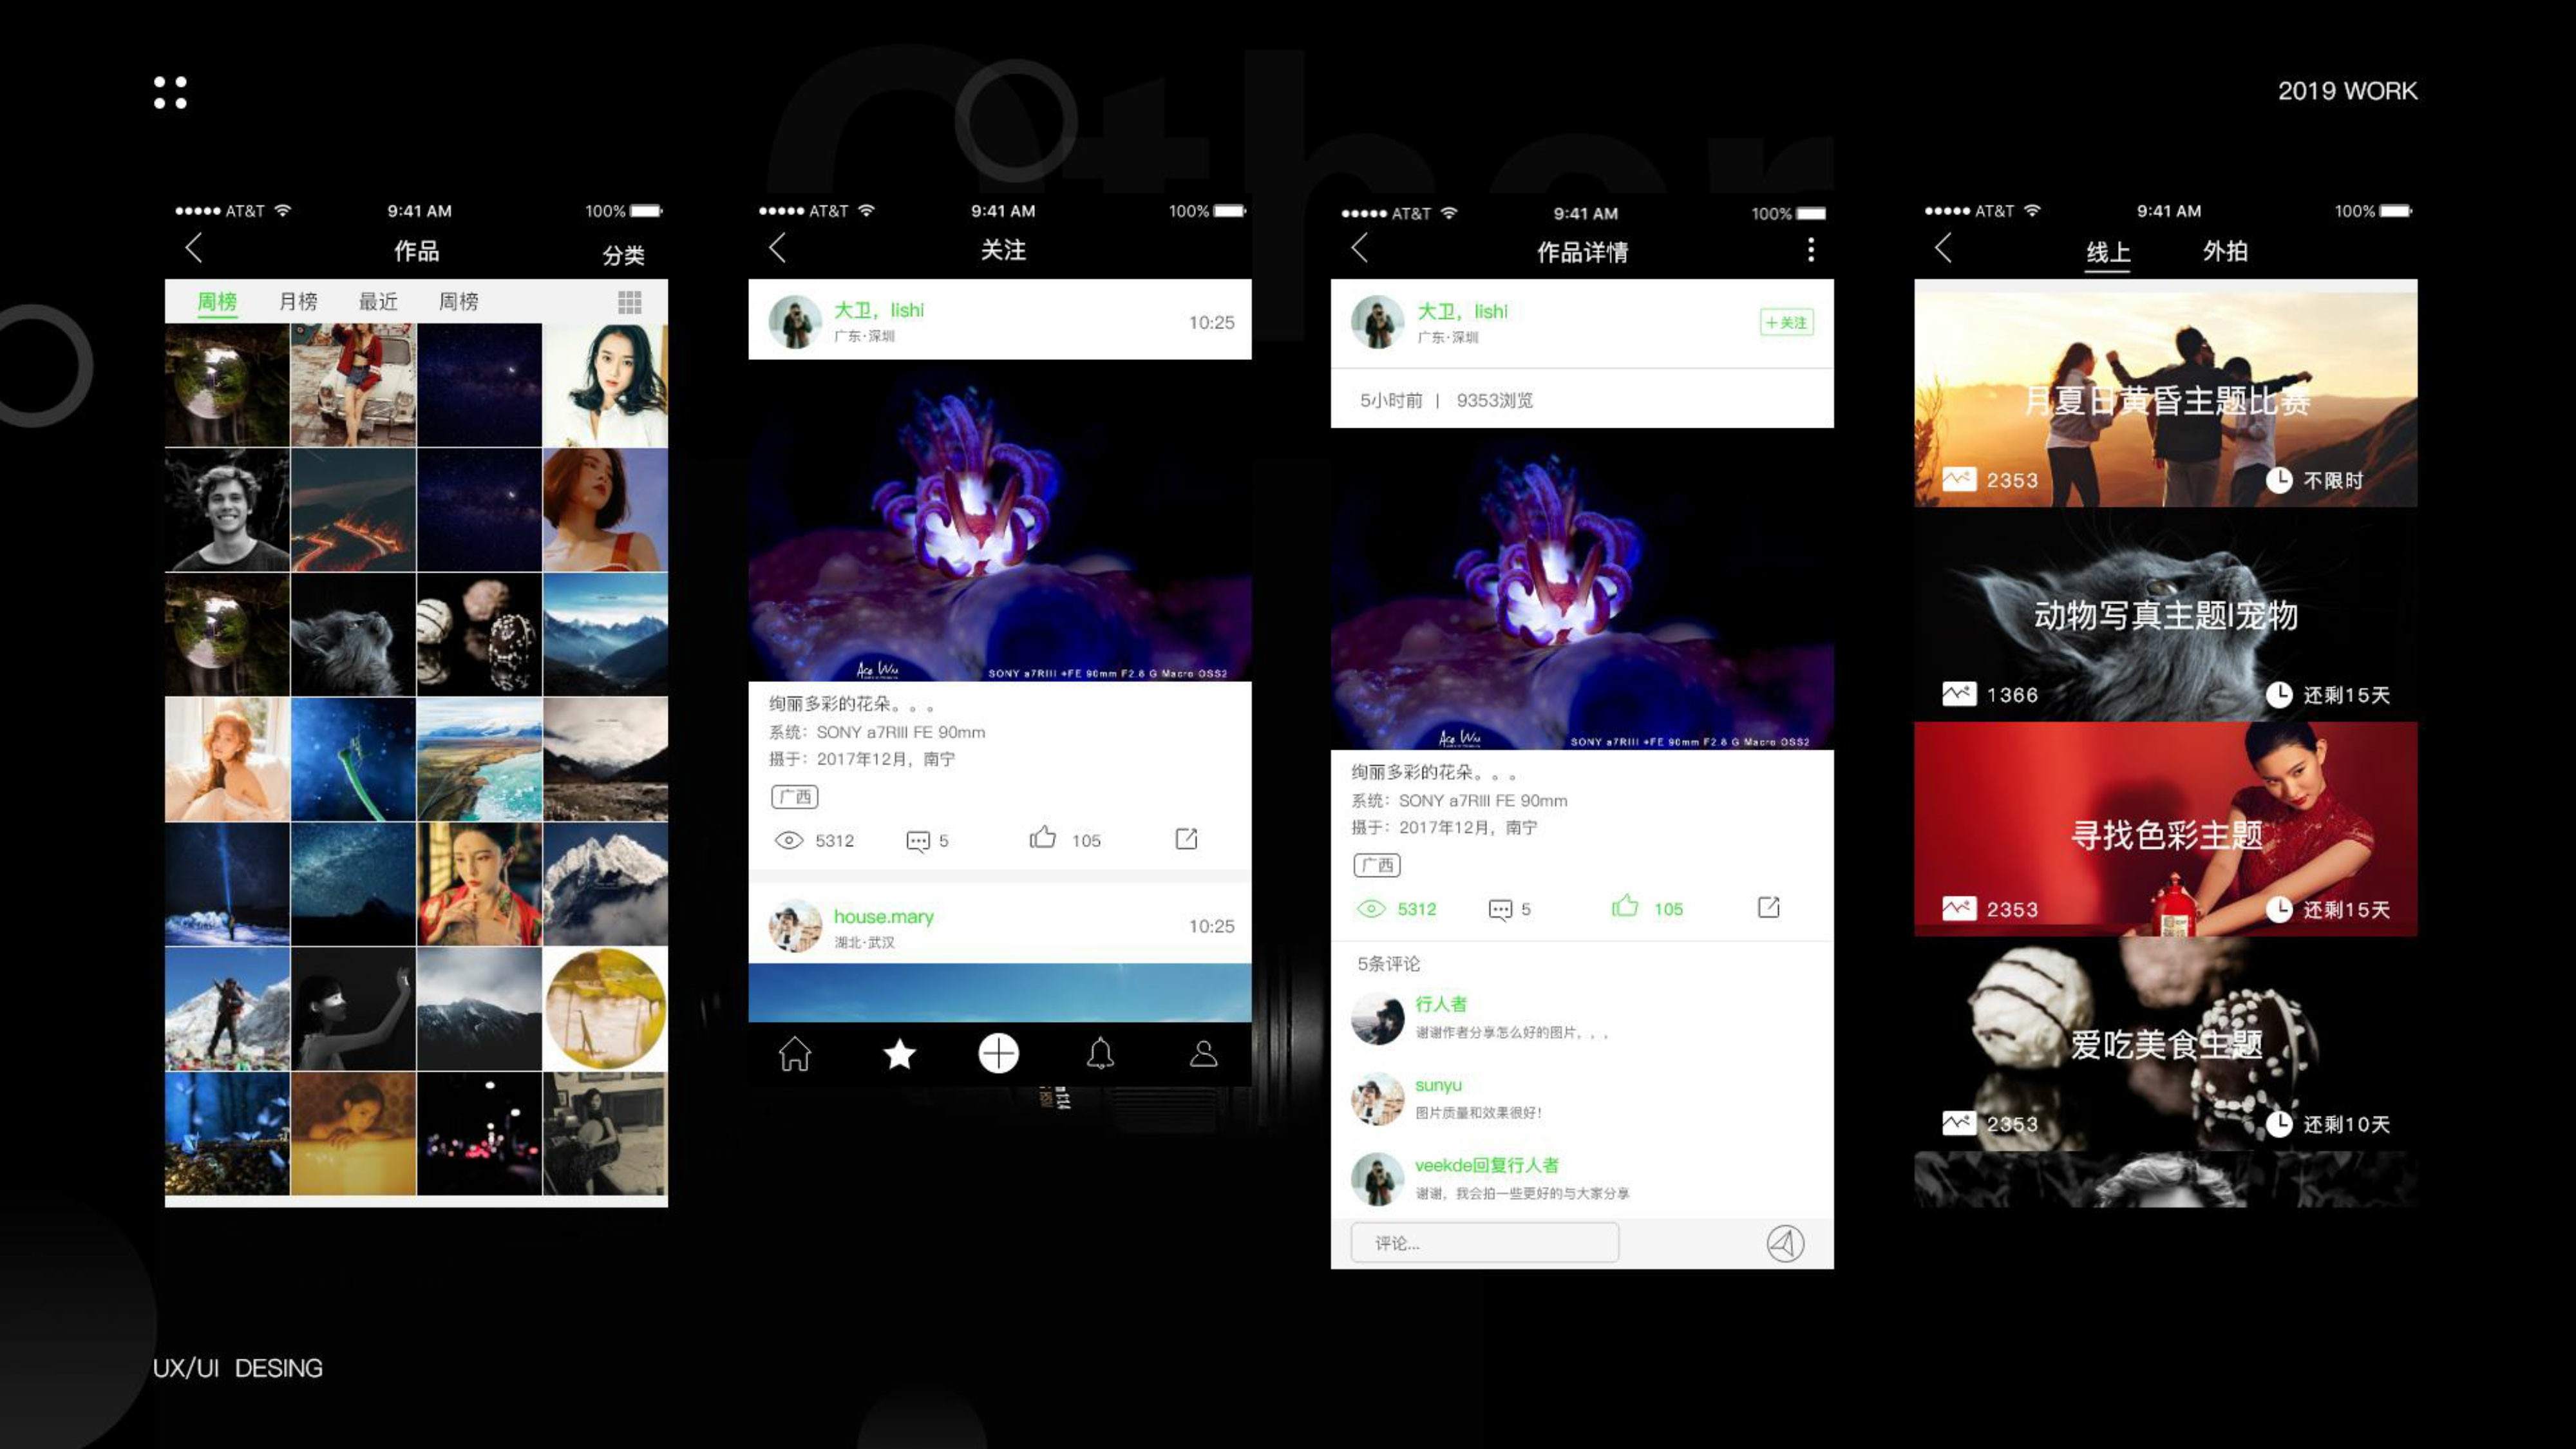 Other
2019 WORK
AT&T 9:41 AM 100%
作品 分类
周榜 月榜 最近 周榜
AT&T 9:41 AM 100%
关注
大卫，lishi
广东·深圳
10:25
Ace Wu
SONY a7RIII +FE 90mm F2.8 G Macro OSS2
绚丽多彩的花朵。。。
系统：SONY a7RIII FE 90mm
摄于：2017年12月，南宁
广西
5312 5 105
house.mary
湖北·武汉
10:25
AT&T 9:41 AM 100%
作品详情
大卫，lishi
广东·深圳
+关注
5小时前 | 9353浏览
Ace Wu
SONY a7RIII +FE 90mm F2.8 G Macro OSS2
绚丽多彩的花朵。。。
系统：SONY a7RIII FE 90mm
摄于：2017年12月，南宁
广西
5312 5 105
5条评论
行人者
谢谢作者分享怎么好的图片，，，
sunyu
图片质量和效果很好！
veekde回复行人者
谢谢，我会拍一些更好的与大家分享
评论...
AT&T 9:41 AM 100%
线上 外拍
月夏日黄昏主题比赛
2353 不限时
动物写真主题|宠物
1366 还剩15天
寻找色彩主题
2353 还剩15天
爱吃美食主题
2353 还剩10天
UX/UI DESING